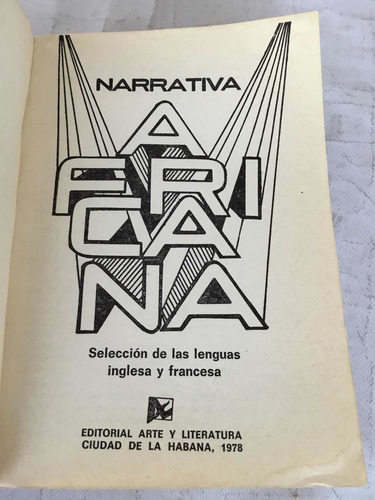 NARRATIVA
A
FRI
CA
NA
Selección de las lenguas
inglesa y francesa
EDITORIAL ARTE Y LITERATURA
CIUDAD DE LA HABANA, 1978